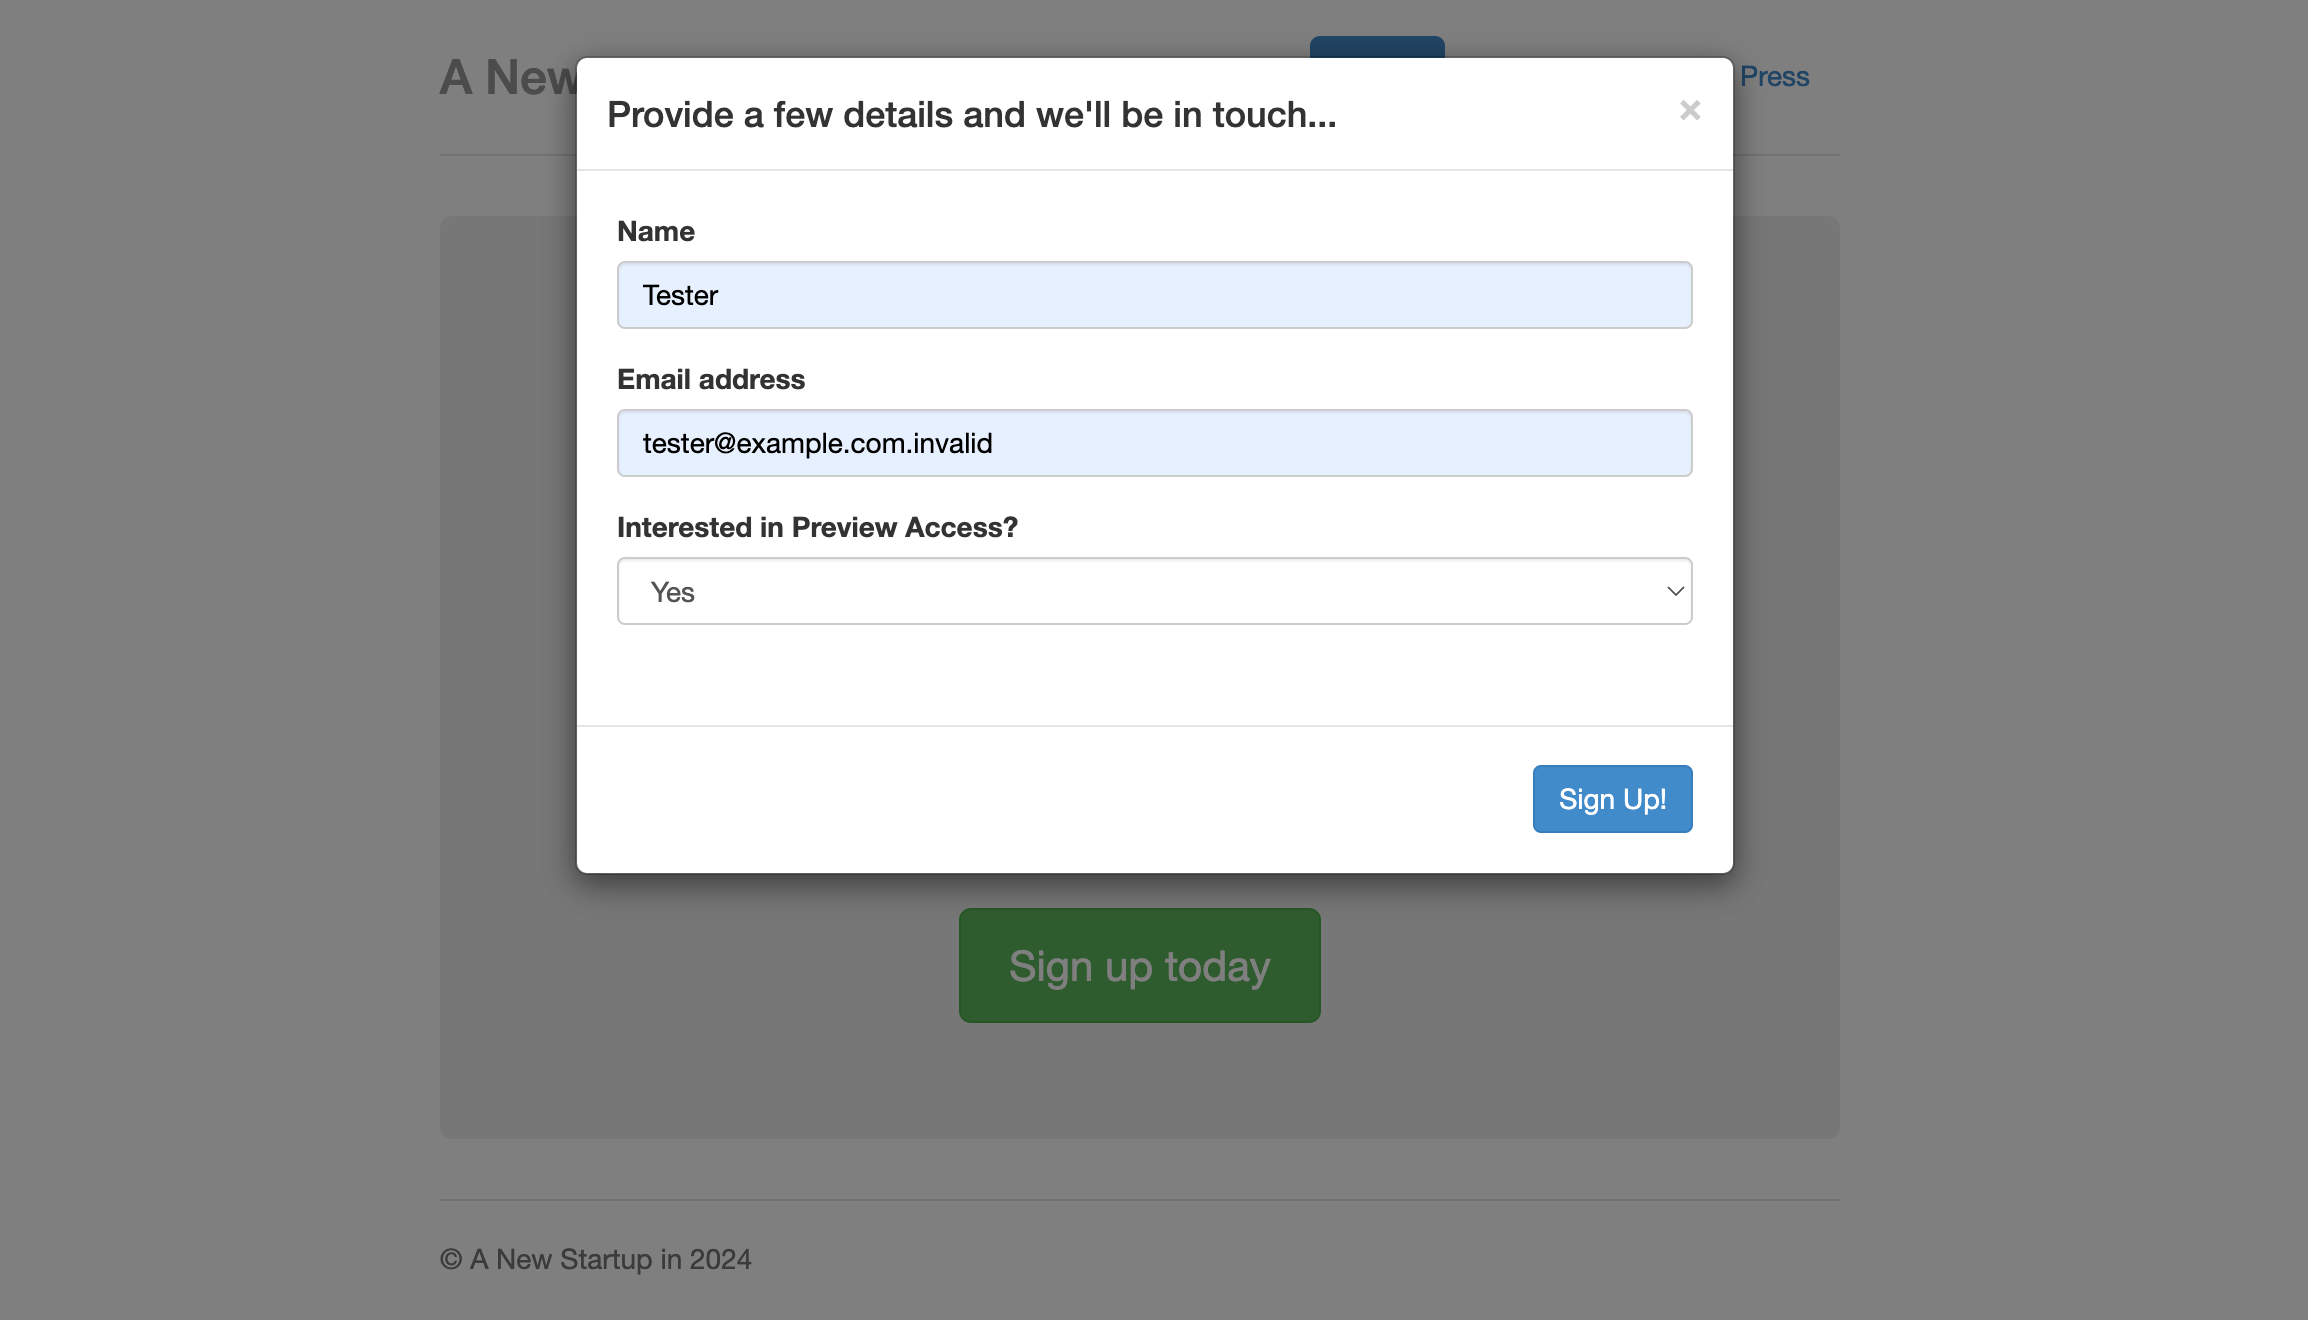 A New
Press
Provide a few details and we'll be in touch...
×
Name
Tester
Email address
tester@example.com.invalid
Interested in Preview Access?
Yes
Sign Up!
Sign up today
© A New Startup in 2024